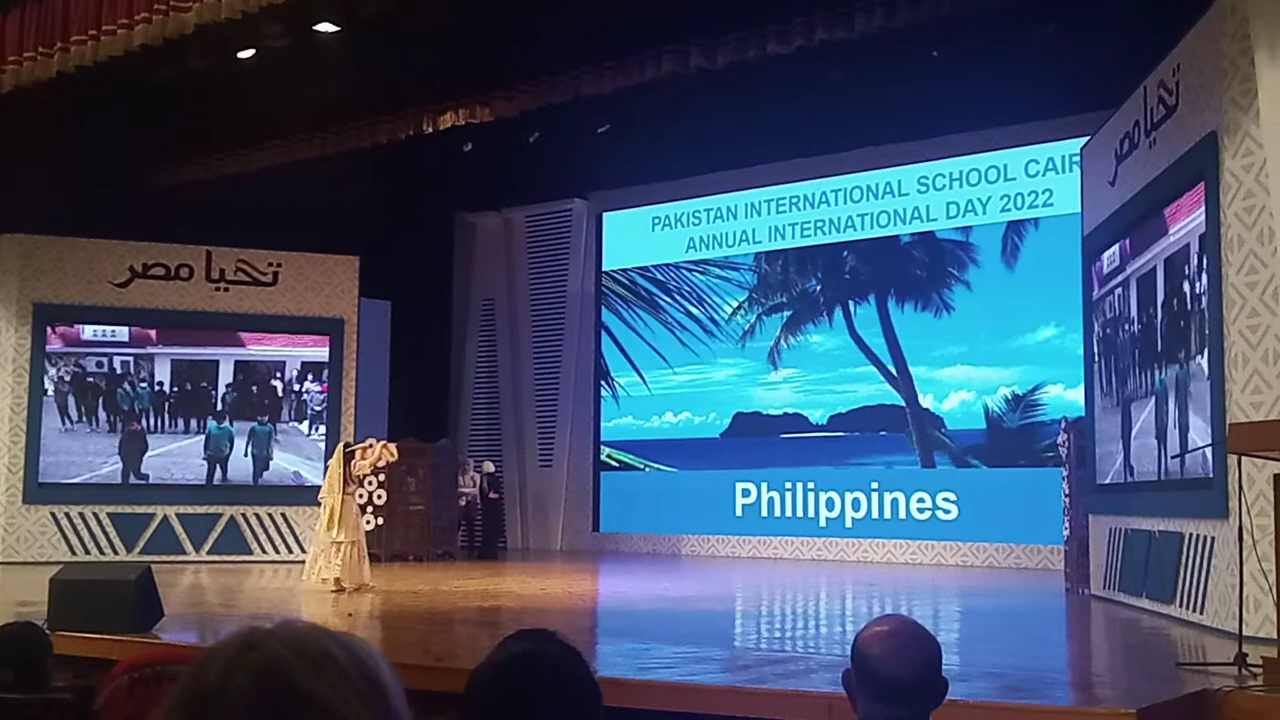 تحيا مصر
PAKISTAN INTERNATIONAL SCHOOL CAIR
ANNUAL INTERNATIONAL DAY 2022
Philippines
تحيا مصر